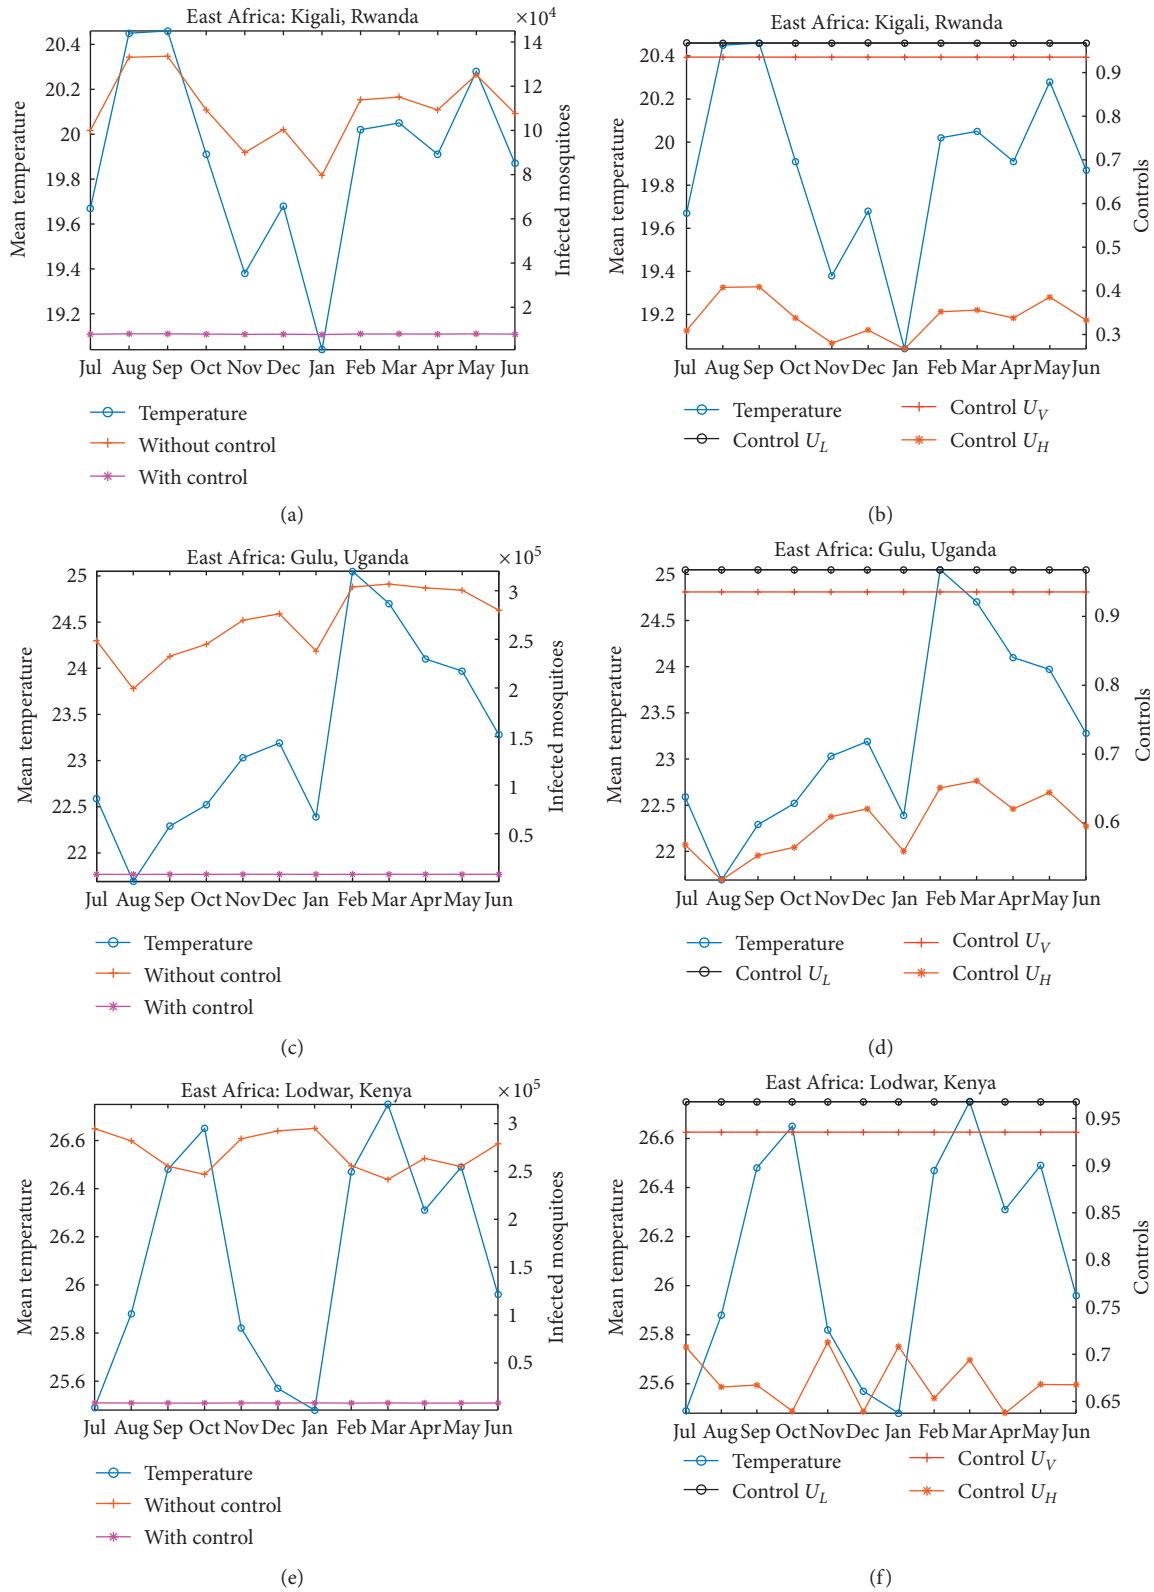 East Africa: Kigali, Rwanda
×10⁴
20.4
20.2
20
19.8
19.6
19.4
19.2
Mean temperature
14
12
10
8
6
4
2
Infected mosquitoes
Jul Aug Sep Oct Nov Dec Jan Feb Mar Apr May Jun
Temperature
Without control
With control
(a)
East Africa: Kigali, Rwanda
20.4
20.2
20
19.8
19.6
19.4
19.2
Mean temperature
0.9
0.8
0.7
0.6
0.5
0.4
0.3
Controls
Jul Aug Sep Oct Nov Dec Jan Feb Mar Apr May Jun
Temperature
Control U_L
Control U_V
Control U_H
(b)
East Africa: Gulu, Uganda
×10⁵
25
24.5
24
23.5
23
22.5
22
Mean temperature
3
2.5
2
1.5
1
0.5
Infected mosquitoes
Jul Aug Sep Oct Nov Dec Jan Feb Mar Apr May Jun
Temperature
Without control
With control
(c)
East Africa: Gulu, Uganda
25
24.5
24
23.5
23
22.5
22
Mean temperature
0.9
0.8
0.7
0.6
Controls
Jul Aug Sep Oct Nov Dec Jan Feb Mar Apr May Jun
Temperature
Control U_L
Control U_V
Control U_H
(d)
East Africa: Lodwar, Kenya
×10⁵
26.6
26.4
26.2
26
25.8
25.6
Mean temperature
3
2.5
2
1.5
1
0.5
Infected mosquitoes
Jul Aug Sep Oct Nov Dec Jan Feb Mar Apr May Jun
Temperature
Without control
With control
(e)
East Africa: Lodwar, Kenya
26.6
26.4
26.2
26
25.8
25.6
Mean temperature
0.95
0.9
0.85
0.8
0.75
0.7
0.65
Controls
Jul Aug Sep Oct Nov Dec Jan Feb Mar Apr May Jun
Temperature
Control U_L
Control U_V
Control U_H
(f)